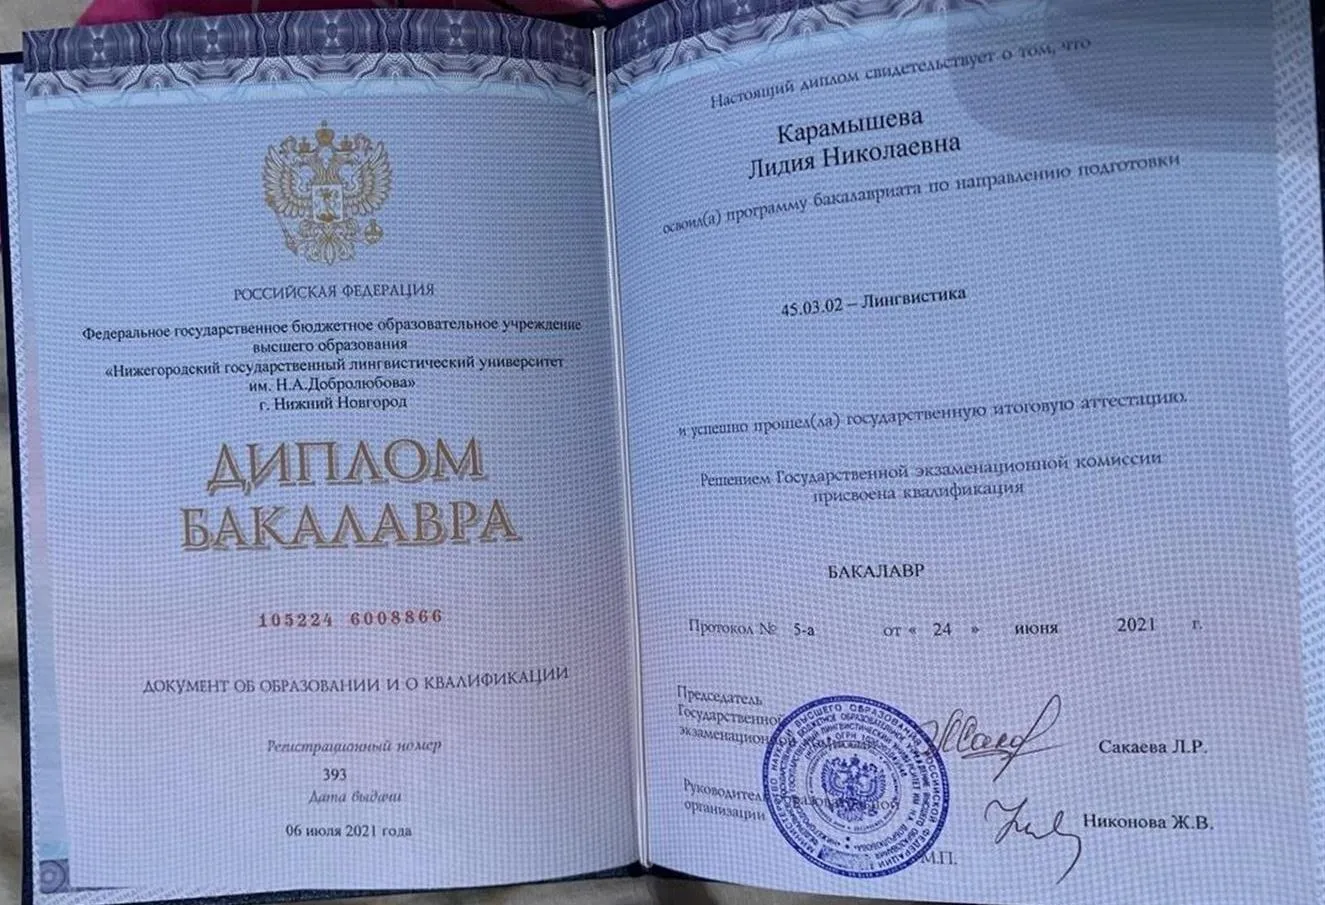 РОССИЙСКАЯ ФЕДЕРАЦИЯ
Федеральное государственное бюджетное образовательное учреждение
высшего образования
«Нижегородский государственный лингвистический университет
им. Н.А.Добролюбова»
г. Нижний Новгород
ДИПЛОМ
БАКАЛАВРА
105224 6008866
ДОКУМЕНТ ОБ ОБРАЗОВАНИИ И О КВАЛИФИКАЦИИ
Регистрационный номер
393
Дата выдачи
06 июля 2021 года
Настоящий диплом свидетельствует о том, что
Карамышева
Лидия Николаевна
освоил(а) программу бакалавриата по направлению подготовки
45.03.02 – Лингвистика
и успешно прошел(ла) государственную итоговую аттестацию.
Решением Государственной экзаменационной комиссии
присвоена квалификация
БАКАЛАВР
Протокол № 5-а от « 24 » июня 2021 г.
Председатель
Государственной
экзаменационной
Сакаева Л.Р.
Руководитель образовательной
организации
Никонова Ж.В.
М.П.